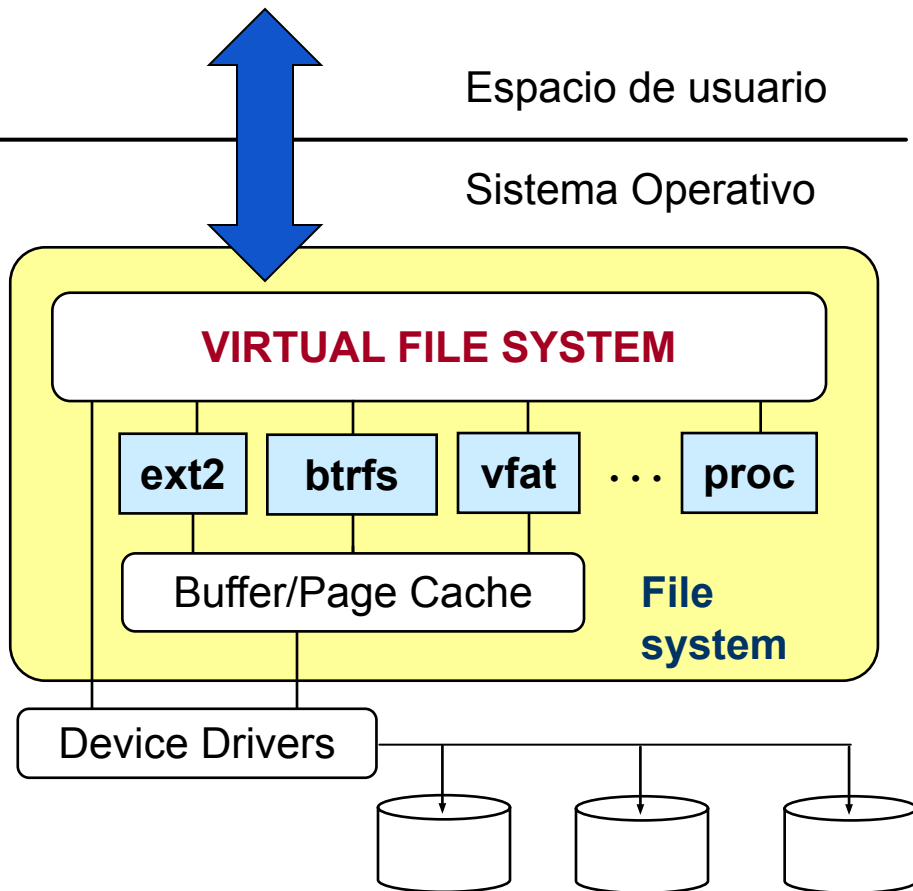 Espacio de usuario
Sistema Operativo
VIRTUAL FILE SYSTEM
ext2 btrfs vfat ... proc
Buffer/Page Cache
File
system
Device Drivers